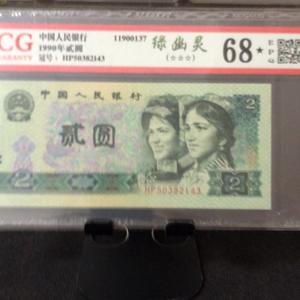 CG
中国人民银行
1990年贰圆
冠号: HP50382143
11900137
绿幽灵
(☆☆☆)
68★
EPQ
中国人民银行
贰圆
2
HP50382143
2